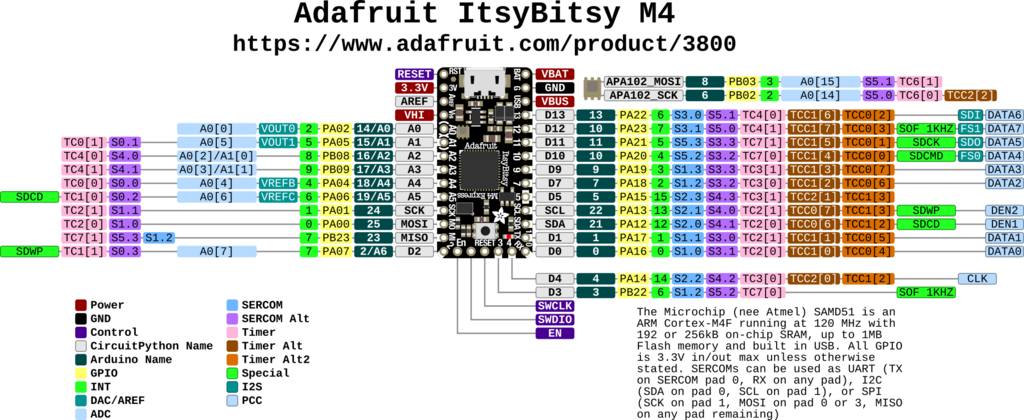 Adafruit ItsyBitsy M4
https://www.adafruit.com/product/3800
RESET VBAT APA102_MOSI 8 PB03 3 A0[15] S5.1 TC6[1]
3.3V GND APA102_SCK 6 PB02 2 A0[14] S5.0 TC6[0] TCC2[2]
AREF VBUS
VHI D13 13 PA22 6 S3.0 S5.1 TC4[0] TCC1[6] TCC0[2] SDI DATA6
A0[0] VOUT0 2 PA02 14/A0 A0 D12 12 PA23 7 S3.1 S5.0 TC4[1] TCC1[7] TCC0[3] SOF 1KHZ FS1 DATA7
TC0[1] S0.1 A0[5] VOUT1 5 PA05 15/A1 A1 D11 11 PA21 5 S5.3 S3.3 TC7[1] TCC1[5] TCC0[1] SDCK SDO DATA5
TC4[0] S4.0 A0[2]/A1[0] 8 PB08 16/A2 A2 D10 10 PA20 4 S5.2 S3.2 TC7[0] TCC1[4] TCC0[0] SDCMD FS0 DATA4
TC4[1] S4.1 A0[3]/A1[1] 9 PB09 17/A3 A3 D9 9 PA19 3 S1.3 S3.3 TC3[1] TCC1[3] TCC0[7] DATA3
TC0[0] S0.0 A0[4] VREFB 4 PA04 18/A4 A4 D7 7 PA18 2 S1.2 S3.2 TC3[0] TCC1[2] TCC0[6] DATA2
SDCD TC1[0] S0.2 A0[6] VREFC 6 PA06 19/A5 A5 D5 5 PA15 15 S2.3 S4.3 TC3[1] TCC2[1] TCC1[3]
TC2[1] S1.1 1 PA01 24 SCK SCL 22 PA13 13 S2.1 S4.0 TC2[1] TCC0[7] TCC1[3] SDWP DEN2
TC2[0] S1.0 0 PA00 25 MOSI SDA 21 PA12 12 S2.0 S4.1 TC2[0] TCC0[6] TCC1[2] SDCD DEN1
TC7[1] S5.3 S1.2 7 PB23 23 MISO D1 1 PA17 1 S1.1 S3.0 TC2[1] TCC1[1] TCC0[5] DATA1
SDWP TC1[1] S0.3 A0[7] 7 PA07 2/A6 D2 D0 0 PA16 0 S1.0 S3.1 TC2[0] TCC1[0] TCC0[4] DATA0
D4 4 PA14 14 S2.2 S4.2 TC3[0] TCC2[0] TCC1[2] CLK
D3 3 PB22 6 S1.2 S5.2 TC7[0] SOF 1KHZ
SWCLK
SWDIO
EN
RST BAT
Adafruit
ItsyBitsy
M4 Express
En RESET 3 4
Power
GND
Control
CircuitPython Name
Arduino Name
GPIO
INT
DAC/AREF
ADC
SERCOM
SERCOM Alt
Timer
Timer Alt
Timer Alt2
Special
I2S
PCC
The Microchip (nee Atmel) SAMD51 is an
ARM Cortex-M4F running at 120 MHz with
192 or 256kB on-chip SRAM, up to 1MB
Flash memory and built in USB. All GPIO
is 3.3V in/out max unless otherwise
stated. SERCOMs can be used as UART (TX
on SERCOM pad 0, RX on any pad), I2C
(SDA on pad 0, SCL on pad 1), or SPI
(SCK on pad 1, MOSI on pad 0 or 3, MISO
on any pad remaining)